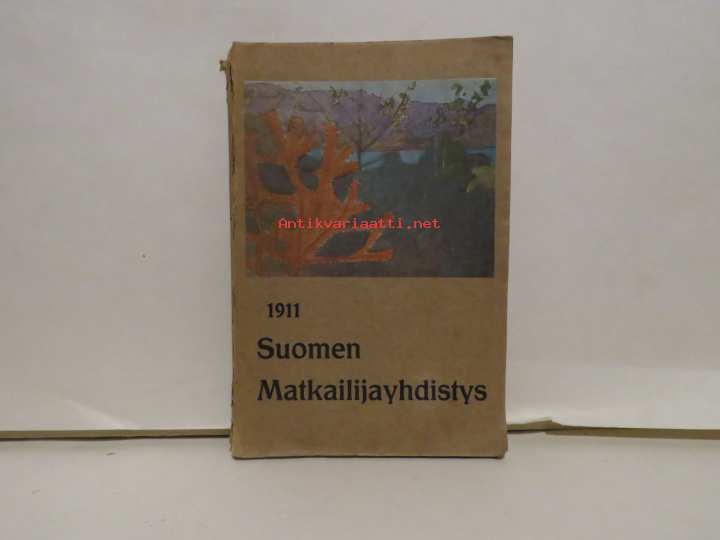 Antikvariaatti.net
1911
Suomen
Matkailijayhdistys